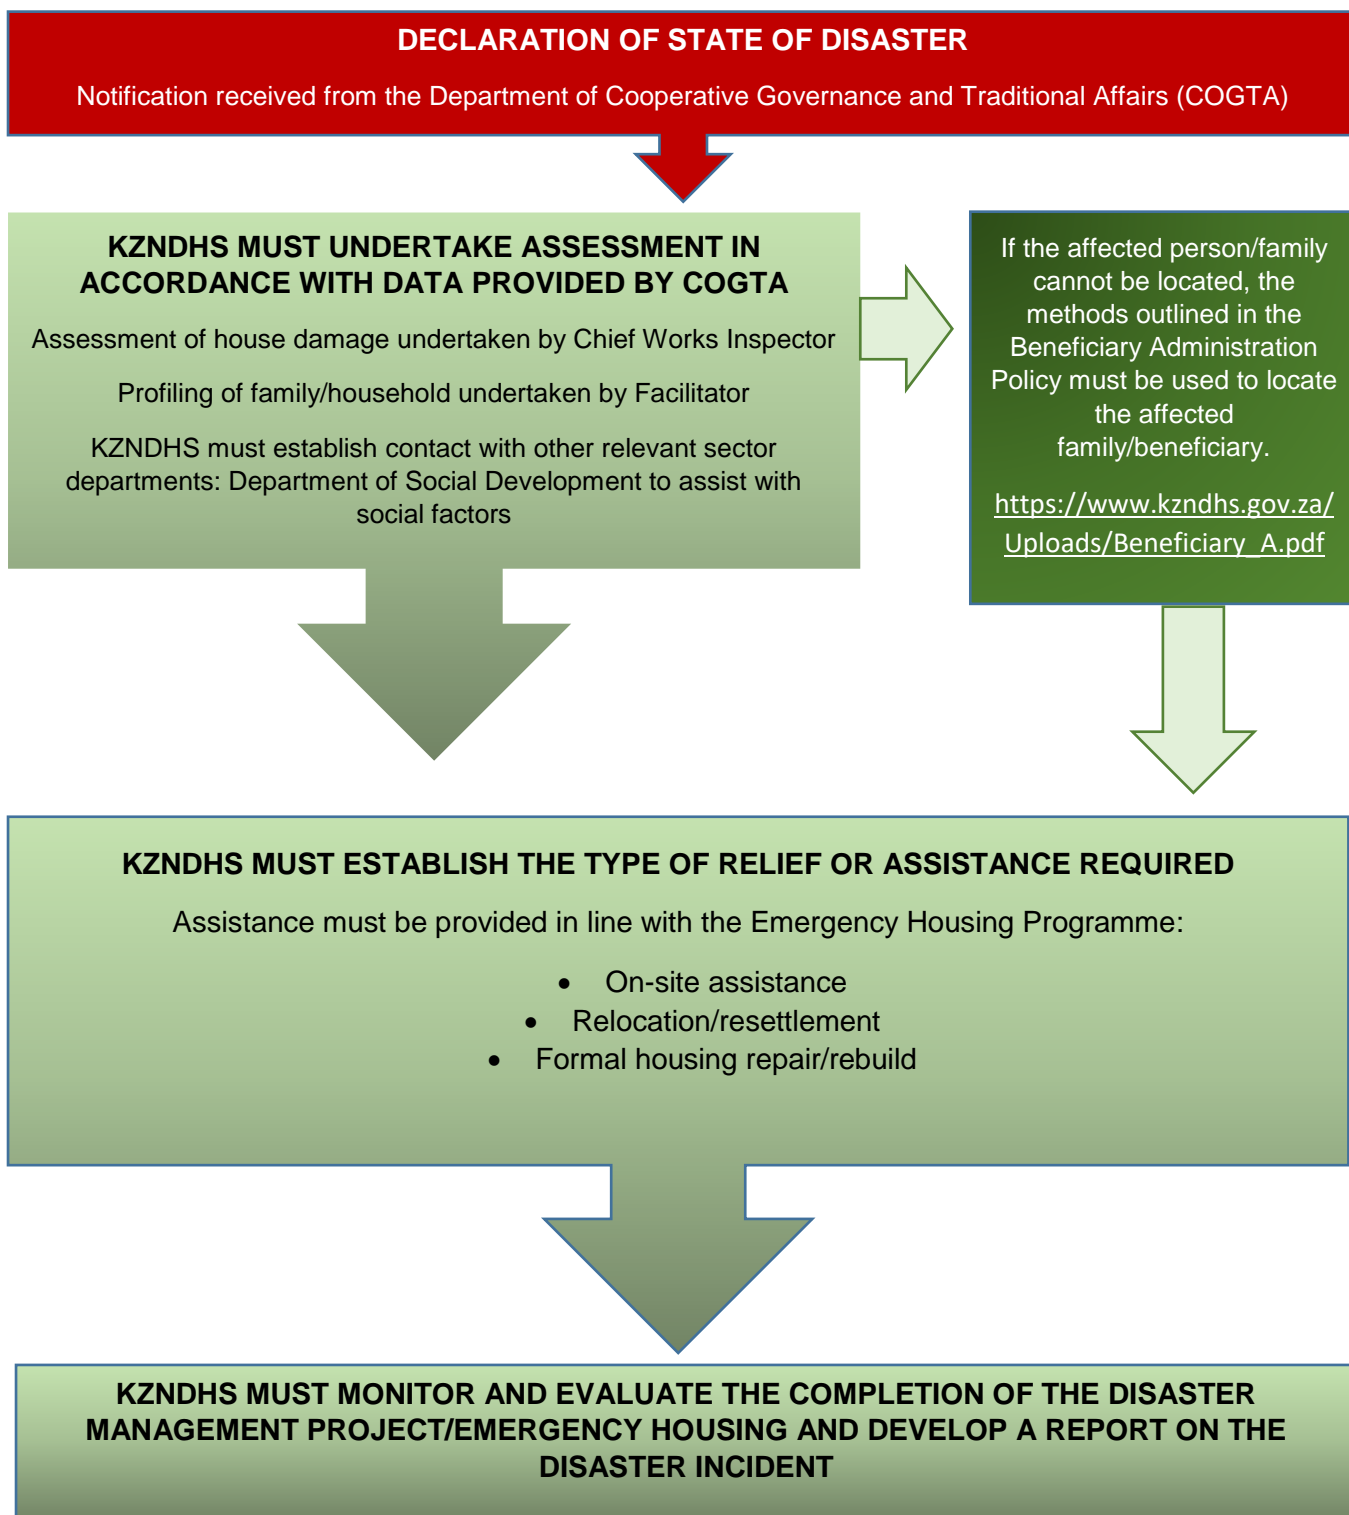 DECLARATION OF STATE OF DISASTER
Notification received from the Department of Cooperative Governance and Traditional Affairs (COGTA)
KZNDHS MUST UNDERTAKE ASSESSMENT IN
ACCORDANCE WITH DATA PROVIDED BY COGTA
Assessment of house damage undertaken by Chief Works Inspector
Profiling of family/household undertaken by Facilitator
KZNDHS must establish contact with other relevant sector
departments: Department of Social Development to assist with
social factors
If the affected person/family
cannot be located, the
methods outlined in the
Beneficiary Administration
Policy must be used to locate
the affected
family/beneficiary.
https://www.kzndhs.gov.za/
Uploads/Beneficiary_A.pdf
KZNDHS MUST ESTABLISH THE TYPE OF RELIEF OR ASSISTANCE REQUIRED
Assistance must be provided in line with the Emergency Housing Programme:
• On-site assistance
• Relocation/resettlement
• Formal housing repair/rebuild
KZNDHS MUST MONITOR AND EVALUATE THE COMPLETION OF THE DISASTER
MANAGEMENT PROJECT/EMERGENCY HOUSING AND DEVELOP A REPORT ON THE
DISASTER INCIDENT